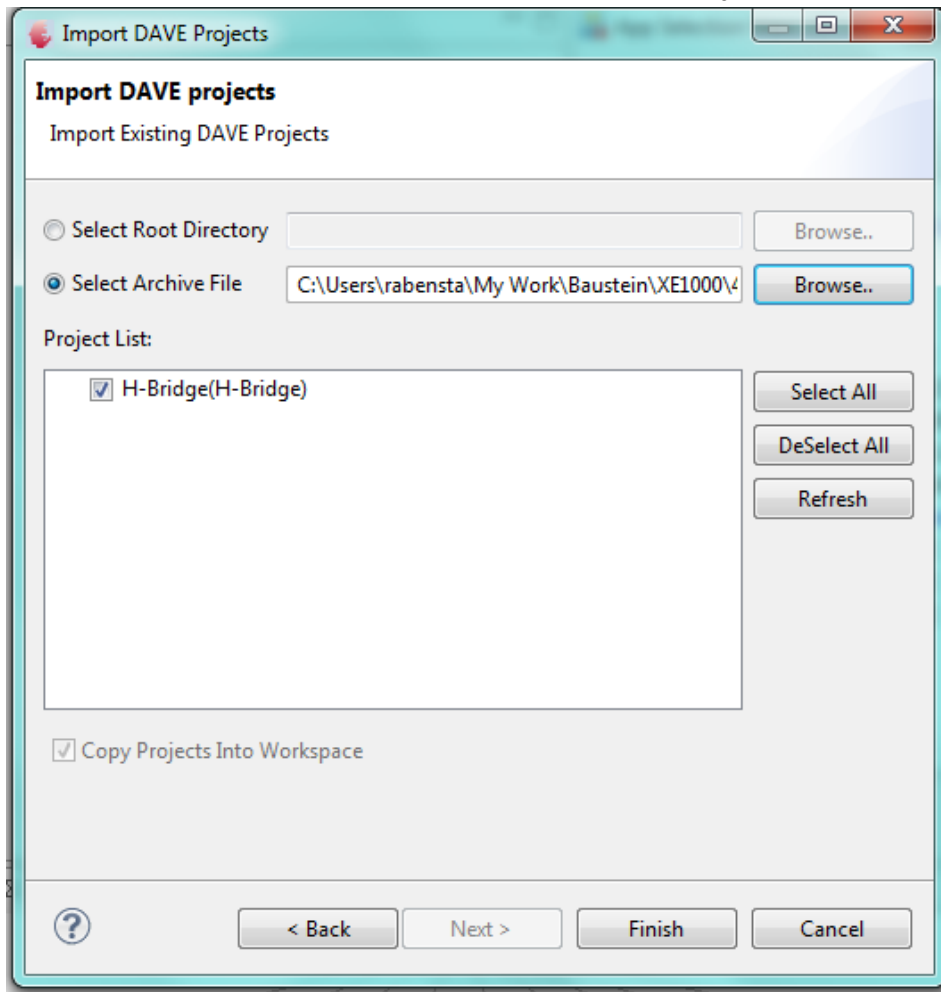 Import DAVE Projects
Import DAVE projects
Import Existing DAVE Projects
Select Root Directory Browse..
Select Archive File C:\Users\rabensta\My Work\Baustein\XE1000\4 Browse..
Project List:
H-Bridge(H-Bridge)
Select All
DeSelect All
Refresh
Copy Projects Into Workspace
? < Back Next > Finish Cancel